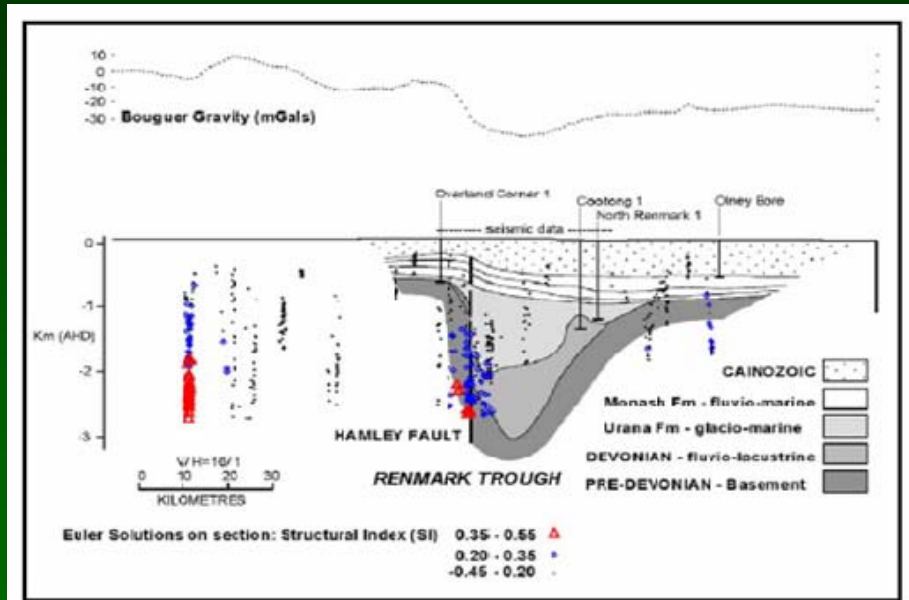 10
0
-10
-20
-30
Bouguer Gravity (mGals)
Overland Corner 1
Cootong 1
North Renmark 1
Olney Bore
seismic data
0
-1
Km (AHD)
-2
-3
HAMLEY FAULT
RENMARK TROUGH
CAINOZOIC
Monash Fm - fluvio-marine
Urana Fm - glacio-marine
DEVONIAN - fluvio-locustrine
PRE-DEVONIAN - Basement
V/H=16/1
0 10 20 30
KILOMETRES
Euler Solutions on section: Structural Index (SI) 0.35 - 0.55
0.20 - 0.35
-0.45 - 0.20